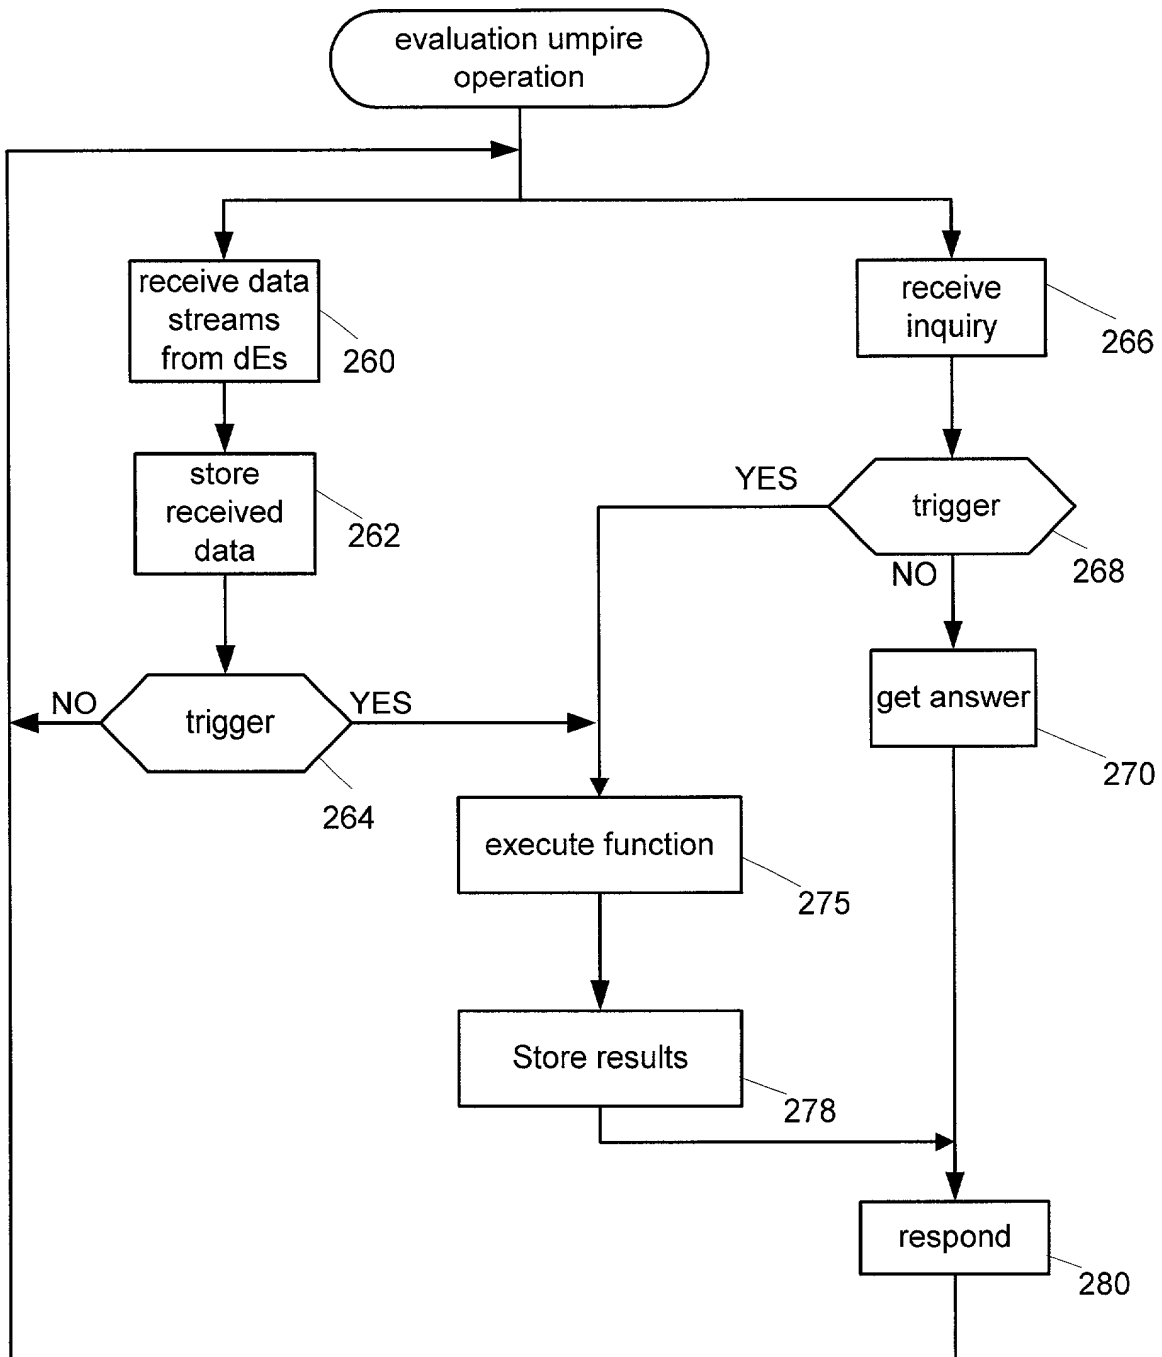 evaluation umpire
operation
receive data
streams
from dEs
260
receive
inquiry
266
store
received
data
262
YES
trigger
268
NO
NO
trigger
YES
264
get answer
270
execute function
275
Store results
278
respond
280